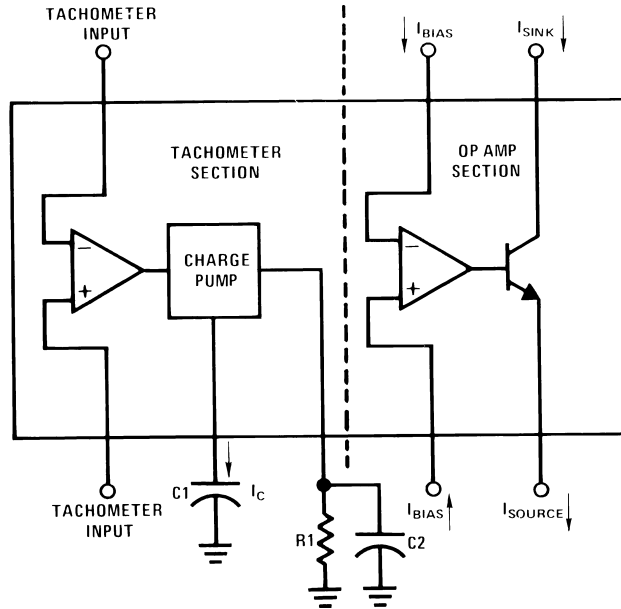 TACHOMETER
INPUT
I_BIAS
I_SINK
TACHOMETER
SECTION
OP AMP
SECTION
−
+
CHARGE
PUMP
−
+
C1
I_C
TACHOMETER
INPUT
R1
C2
I_BIAS
I_SOURCE